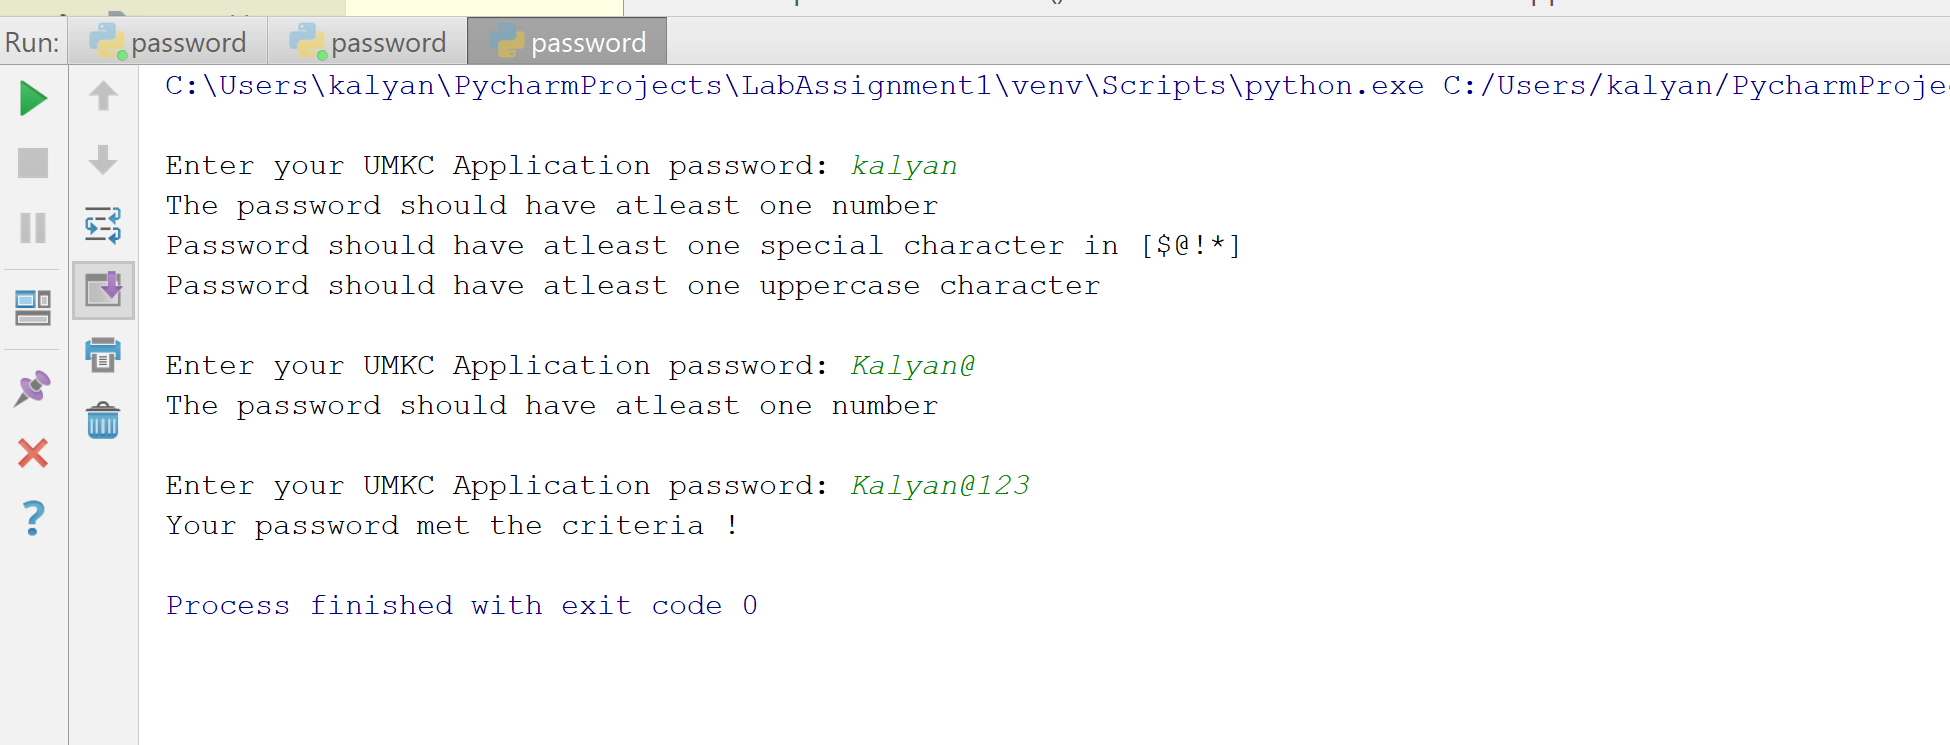 Run: password password password
C:\Users\kalyan\PycharmProjects\LabAssignment1\venv\Scripts\python.exe C:/Users/kalyan/PycharmProje
Enter your UMKC Application password: kalyan
The password should have atleast one number
Password should have atleast one special character in [$@!*]
Password should have atleast one uppercase character
Enter your UMKC Application password: Kalyan@
The password should have atleast one number
Enter your UMKC Application password: Kalyan@123
Your password met the criteria !
Process finished with exit code 0